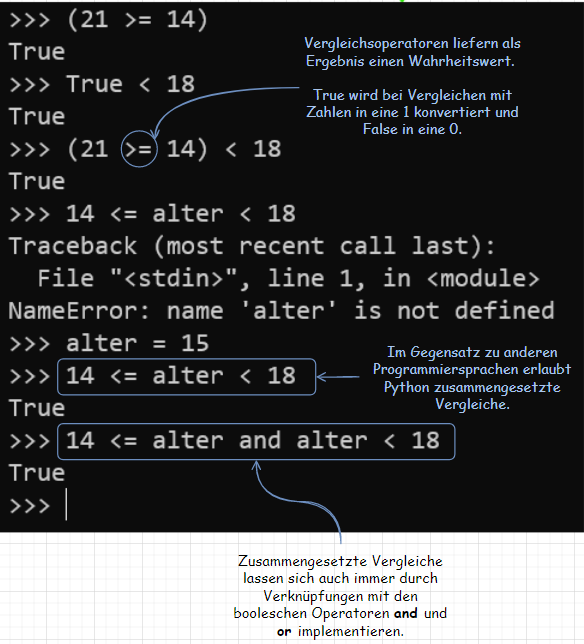 >>> (21 >= 14)
True
>>> True < 18
True
>>> (21 >= 14) < 18
True
>>> 14 <= alter < 18
Traceback (most recent call last):
  File "<stdin>", line 1, in <module>
NameError: name 'alter' is not defined
>>> alter = 15
>>> 14 <= alter < 18
True
>>> 14 <= alter and alter < 18
True
>>>
Vergleichsoperatoren liefern als
Ergebnis einen Wahrheitswert.
True wird bei Vergleichen mit
Zahlen in eine 1 konvertiert und
False in eine 0.
Im Gegensatz zu anderen
Programmiersprachen erlaubt
Python zusammengesetzte
Vergleiche.
Zusammengesetzte Vergleiche
lassen sich auch immer durch
Verknüpfungen mit den
booleschen Operatoren and und
or implementieren.